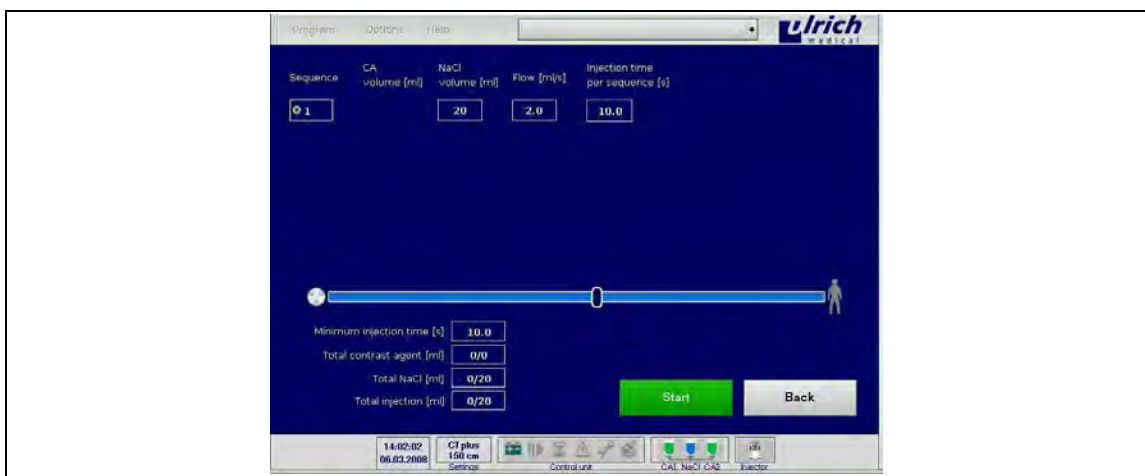 Program Options Help
ulrich
medical
Sequence
CA
volume [ml]
NaCl
volume [ml]
Flow [ml/s]
Injection time
per sequence [s]
1 20 2.0 10.0
Minimum injection time [s] 10.0
Total contrast agent [ml] 0/0
Total NaCl [ml] 0/20
Total injection [ml] 0/20
Start Back
14:02:02
06.03.2008
CT plus
150 cm
Settings
Control unit
CA1 NaCl CA2
Injector